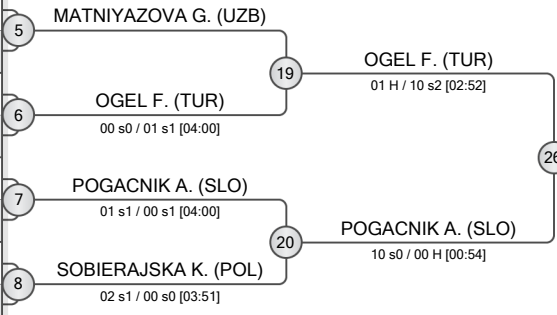 MATNIYAZOVA G. (UZB)
5
19
OGEL F. (TUR)
01 H / 10 s2 [02:52]
OGEL F. (TUR)
6
00 s0 / 01 s1 [04:00]
26
POGACNIK A. (SLO)
7
01 s1 / 00 s1 [04:00]
20
POGACNIK A. (SLO)
10 s0 / 00 H [00:54]
SOBIERAJSKA K. (POL)
8
02 s1 / 00 s0 [03:51]